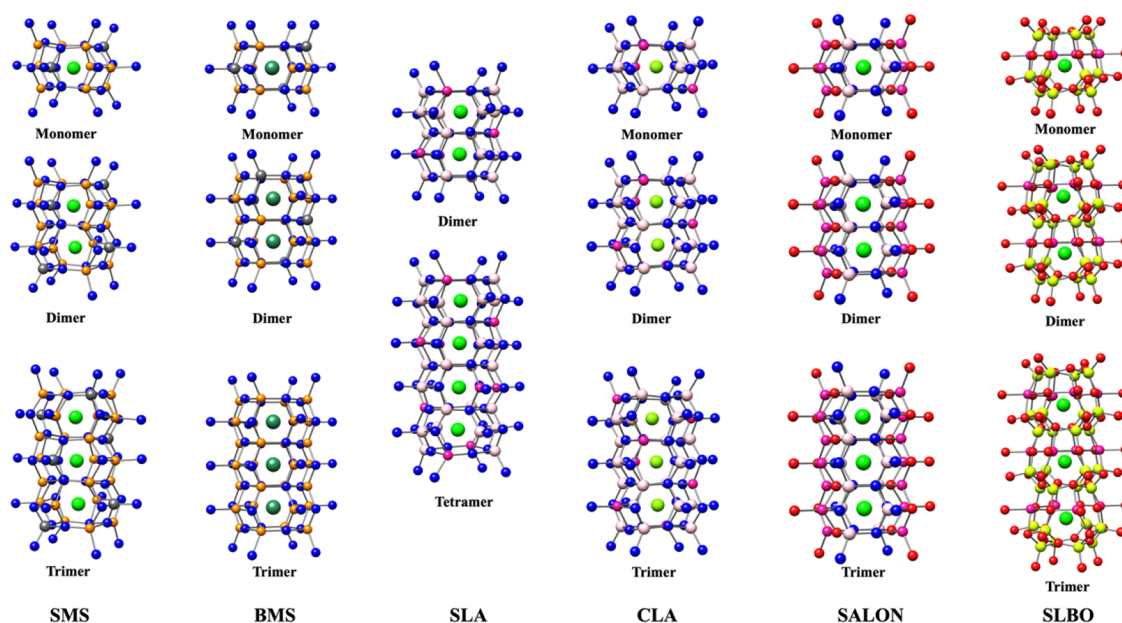 Monomer
Monomer
Monomer
Monomer
Monomer
Dimer
Dimer
Dimer
Dimer
Dimer
Dimer
Tetramer
Trimer
Trimer
Trimer
Trimer
Trimer
SMS
BMS
SLA
CLA
SALON
SLBO